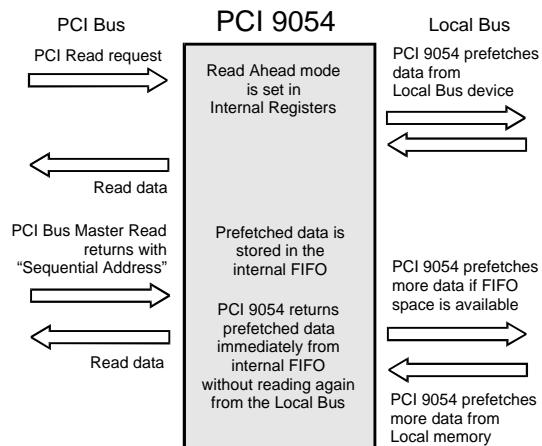 PCI Bus
PCI 9054
Local Bus
PCI Read request
Read Ahead mode
is set in
Internal Registers
PCI 9054 prefetches
data from
Local Bus device
Read data
PCI Bus Master Read
returns with
“Sequential Address”
Prefetched data is
stored in the
internal FIFO
PCI 9054 prefetches
more data if FIFO
space is available
PCI 9054 returns
prefetched data
immediately from
internal FIFO
without reading again
from the Local Bus
Read data
PCI 9054 prefetches
more data from
Local memory